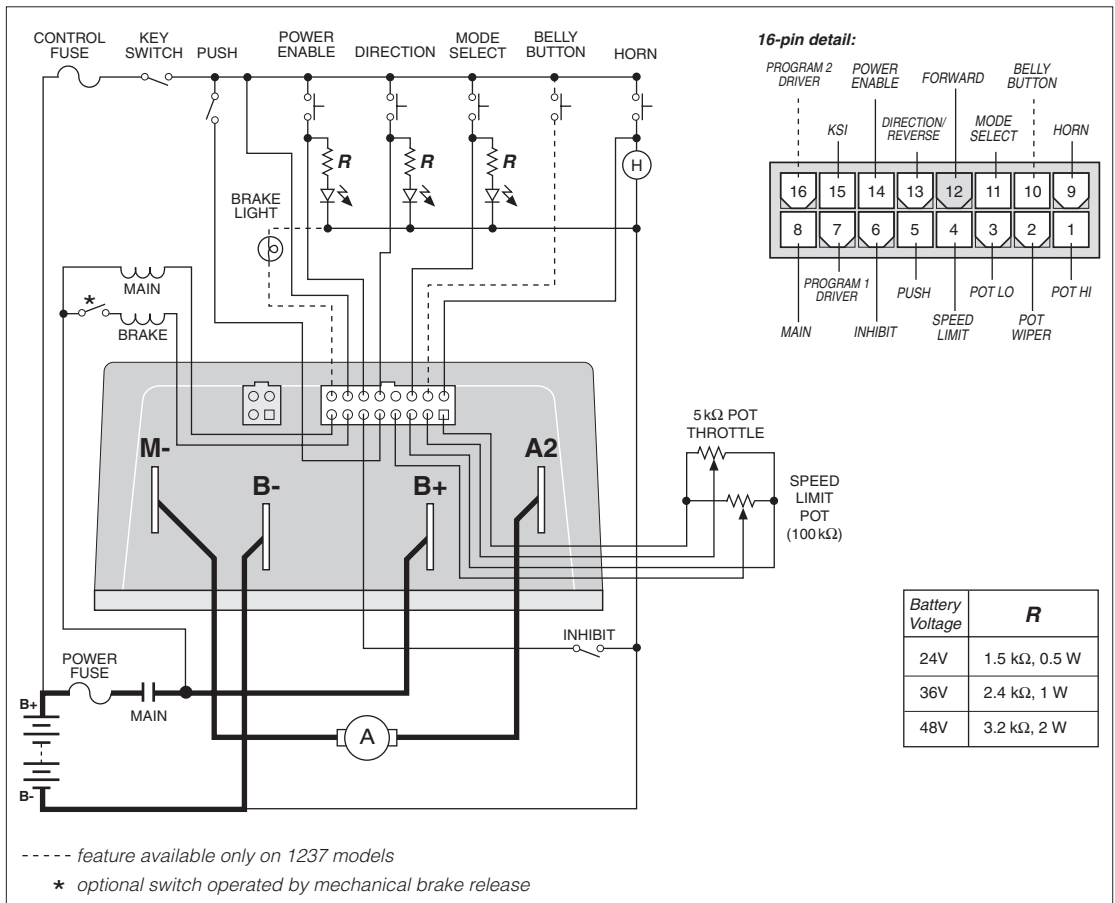 CONTROL
FUSE
KEY
SWITCH
PUSH
POWER
ENABLE
DIRECTION
MODE
SELECT
BELLY
BUTTON
HORN
R
R
R
H
BRAKE
LIGHT
MAIN
*
BRAKE
M-
B-
B+
A2
5 kΩ POT
THROTTLE
SPEED
LIMIT
POT
(100 kΩ)
INHIBIT
POWER
FUSE
B+
MAIN
A
B-
16-pin detail:
PROGRAM 2
DRIVER
POWER
ENABLE
FORWARD
BELLY
BUTTON
KSI
DIRECTION/
REVERSE
MODE
SELECT
HORN
16 15 14 13 12 11 10 9
8 7 6 5 4 3 2 1
PROGRAM 1
DRIVER
PUSH
POT LO
POT HI
MAIN
INHIBIT
SPEED
LIMIT
POT
WIPER
Battery
Voltage
R
24V 1.5 kΩ, 0.5 W
36V 2.4 kΩ, 1 W
48V 3.2 kΩ, 2 W
----- feature available only on 1237 models
* optional switch operated by mechanical brake release